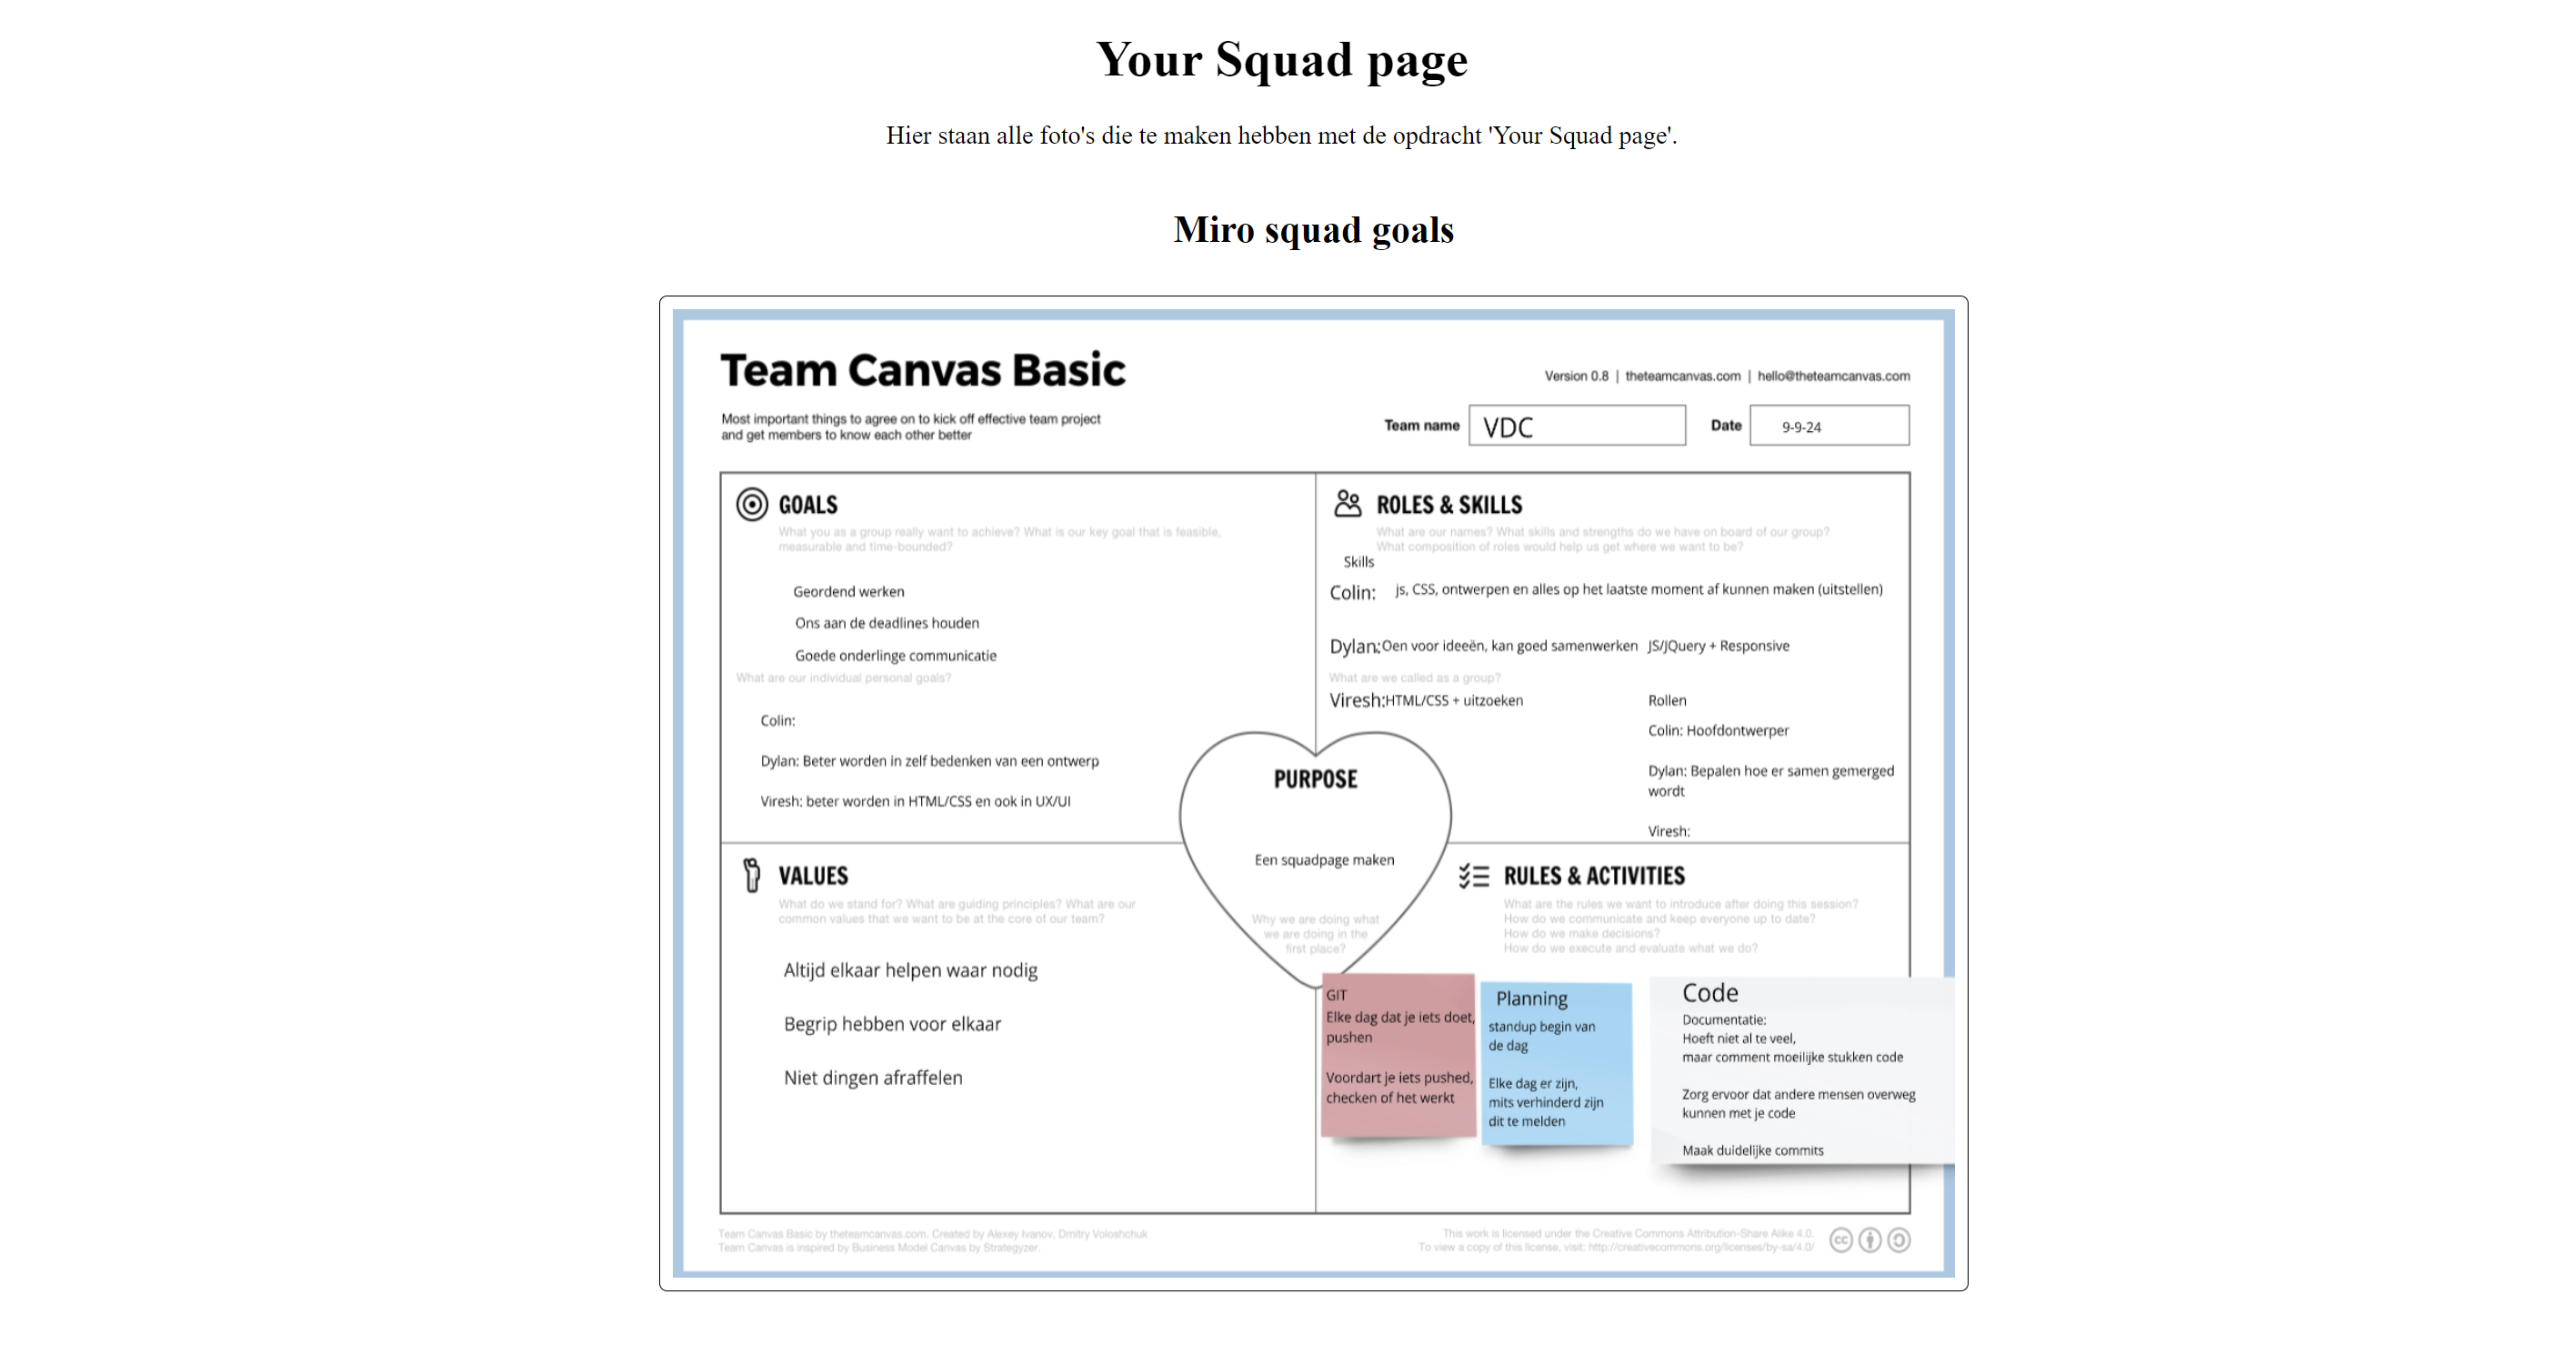 Your Squad page
Hier staan alle foto's die te maken hebben met de opdracht 'Your Squad page'.
Miro squad goals
Team Canvas Basic
Most important things to agree on to kick off effective team project
and get members to know each other better
Version 0.8 | theteamcanvas.com | hello@theteamcanvas.com
Team name
VDC
Date
9-9-24
GOALS
What you as a group really want to achieve? What is our key goal that is feasible,
measurable and time-bounded?
Geordend werken
Ons aan de deadlines houden
Goede onderlinge communicatie
What are our individual personal goals?
Colin:
Dylan: Beter worden in zelf bedenken van een ontwerp
Viresh: beter worden in HTML/CSS en ook in UX/UI
ROLES & SKILLS
What are our names? What skills and strengths do we have on board of our group?
What composition of roles would help us get where we want to be?
Skills
Colin: js, CSS, ontwerpen en alles op het laatste moment af kunnen maken (uitstellen)
Dylan: Oen voor ideeën, kan goed samenwerken JS/JQuery + Responsive
What are we called as a group?
Viresh: HTML/CSS + uitzoeken
Rollen
Colin: Hoofdontwerper
Dylan: Bepalen hoe er samen gemerged
wordt
Viresh:
PURPOSE
Een squadpage maken
Why we are doing what
we are doing in the
first place?
VALUES
What do we stand for? What are guiding principles? What are our
common values that we want to be at the core of our team?
Altijd elkaar helpen waar nodig
Begrip hebben voor elkaar
Niet dingen afraffelen
RULES & ACTIVITIES
What are the rules we want to introduce after doing this session?
How do we communicate and keep everyone up to date?
How do we make decisions?
How do we execute and evaluate what we do?
GIT
Elke dag dat je iets doet,
pushen
Voordart je iets pushed,
checken of het werkt
Planning
standup begin van
de dag
Elke dag er zijn,
mits verhinderd zijn
dit te melden
Code
Documentatie:
Hoeft niet al te veel,
maar comment moeilijke stukken code
Zorg ervoor dat andere mensen overweg
kunnen met je code
Maak duidelijke commits
Team Canvas Basic by theteamcanvas.com. Created by Alexey Ivanov, Dmitry Voloshchuk
Team Canvas is inspired by Business Model Canvas by Strategyzer.
This work is licensed under the Creative Commons Attribution-Share Alike 4.0.
To view a copy of this license, visit: http://creativecommons.org/licenses/by-sa/4.0/
cc